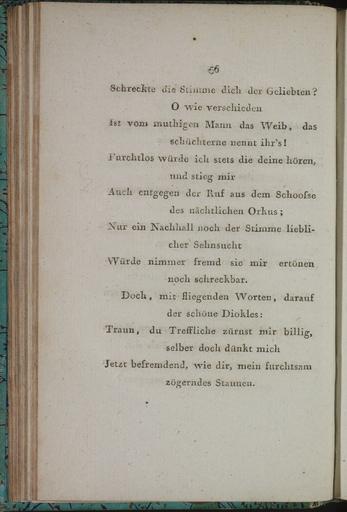 56
Schreckte die Stimme dich der Geliebten?
O wie verschieden
Ist vom muthigen Mann das Weib, das
schüchterne nennt ihr's!
Furchtlos würde ich stets die deine hören,
und stieg mir
Auch entgegen der Ruf aus dem Schoofse
des nächtlichen Orkus;
Nur ein Nachhall noch der Stimme liebli-
cher Sehnsucht
Würde nimmer fremd sie mir ertönen
noch schreckbar.
Doch, mit fliegenden Worten, darauf
der schöne Diokles:
Traun, du Treffliche zürnst mir billig,
selber doch dünkt mich
Jetzt befremdend, wie dir, mein furchtsam
zögerndes Staunen.